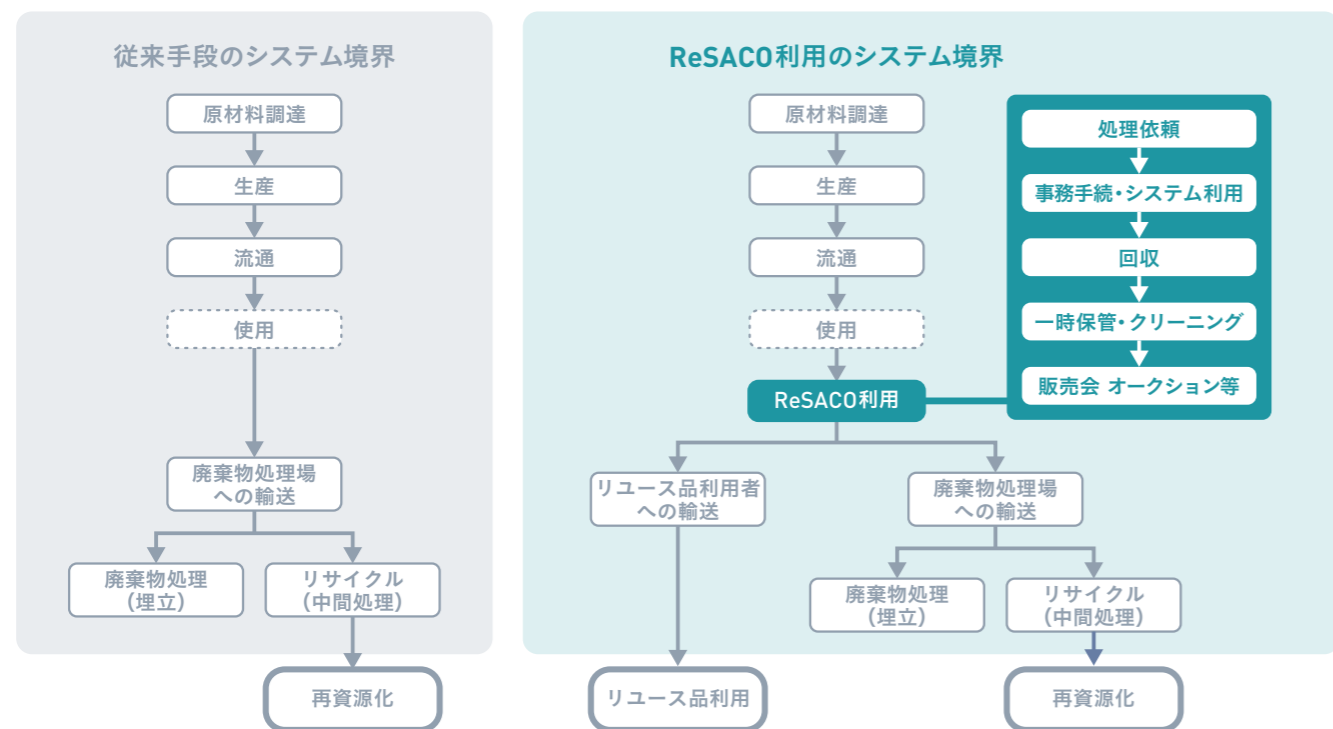 従来手段のシステム境界
原材料調達
生産
流通
使用
廃棄物処理場
への輸送
廃棄物処理
(埋立)
リサイクル
(中間処理)
再資源化
ReSACO利用のシステム境界
原材料調達
生産
流通
使用
ReSACO利用
処理依頼
事務手続・システム利用
回収
一時保管・クリーニング
販売会 オークション等
リユース品利用者
への輸送
廃棄物処理場
への輸送
廃棄物処理
(埋立)
リサイクル
(中間処理)
リユース品利用
再資源化